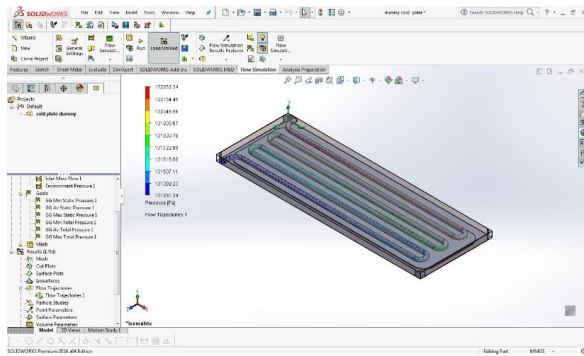 SOLIDWORKS File Edit View Insert Tools Window Help
dummy cold plate.*
Search SOLIDWORKS Help
Wizard
New
Clone Project
General Settings
Flow Simulati...
Run
Load/Unload
Flow Simulation Results Features
Flow Simulati...
Features Sketch Sheet Metal Evaluate DimXpert SOLIDWORKS Add-Ins SOLIDWORKS MBD Flow Simulation Analysis Preparation
Projects
Default
cold plate dummy
Inlet Mass Flow 1
Environment Pressure 1
Goals
GG Min Static Pressure 1
GG Av Static Pressure 1
GG Max Static Pressure 1
GG Min Total Pressure 1
GG Av Total Pressure 1
GG Max Total Pressure 1
Mesh
Mesh
Cut Plots
Surface Plots
Isosurfaces
Flow Trajectories
Flow Trajectories 1
Particle Studies
Point Parameters
Surface Parameters
Volume Parameters
Pressure [Pa]
Flow Trajectories 1
*Isometric
Model 3D Views Motion Study 1
SOLIDWORKS Premium 2016 x64 Edition
Editing Part
MMGS